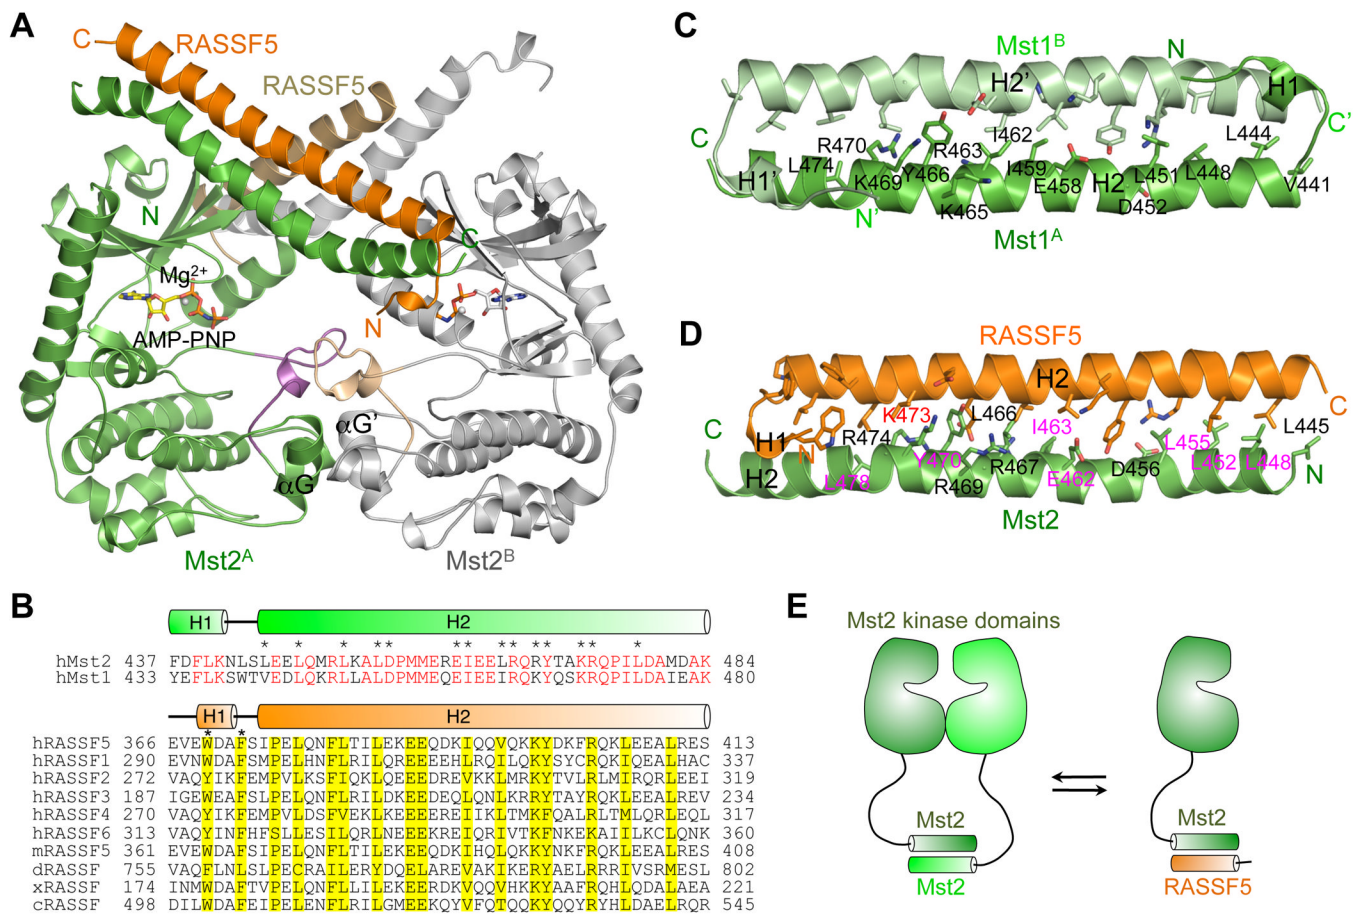 A
C
RASSF5
RASSF5
N
Mg2+
AMP-PNP
C
N
αG'
αG
Mst2A
Mst2B
B
H1
H2
* * * ** ** ** ** ** *
hMst2 437 FDFLKNLSLEELQMRLKALDPMMEREIEELRQRYTAKRQPILDAMDAK 484
hMst1 433 YEFLKSWTVEDLQKRLLALDPMMEQEIEEIRQKYQSKRQPILDAIEAK 480
H1
H2
* *
hRASSF5 366 EVEWDAFSIPELQNFLTILEKEEQDKIQQVQKKYDKFRQKLEEALRES 413
hRASSF1 290 EVNWDAFSMPELHNFLRILQREEEEHLRQILQKYSYCRQKIQEALHAC 337
hRASSF2 272 VAQYIKFEMPVLKSFIQKLQEEEDREVKKLMRKYTVLRLMIRQRLEEI 319
hRASSF3 187 IGEWEAFSLPELQNFLRILDKEEDEQLQNLKRRYTAYRQKLEEALREV 234
hRASSF4 270 VAQYIKFEMPVLDSFVEKLKEEEEREIIKLTMKFQALRLTMLQRLEQL 317
hRASSF6 313 VAQYINFHFSLLESILQRLNEEEKREIQRIVTKFNKEKAIILKCLQNK 360
mRASSF5 361 EVEWDAFSIPELQNFLTILEKEEQDKIHQLQKKYNKFRQKLEEALRES 408
dRASSF 755 VAQFLNLSLPECRAILERYDQELAREVAKIKERYAELRRRIVSRMESL 802
xRASSF 174 INMWDAFTVPELQNFLLILEKEERDKVQQVHKKYAAFRQHLQDALAEA 221
cRASSF 498 DILWDAFEIPELENFLRILGMEEKQYVFQTQQKYQQYRYHLDAELRQR 545
C
Mst1B
N
H2'
H1
C
C'
R470
R463
I462
L444
L474
H1'
K469
Y466
I459
E458
H2
L451
L448
V441
N'
K465
D452
Mst1A
D
RASSF5
H2
C
C
K473
L466
I463
L445
H1
N
R474
L455
H2
L478
Y470
R467
D456
L452
L448
N
R469
E462
Mst2
E
Mst2 kinase domains
Mst2
Mst2
Mst2
RASSF5